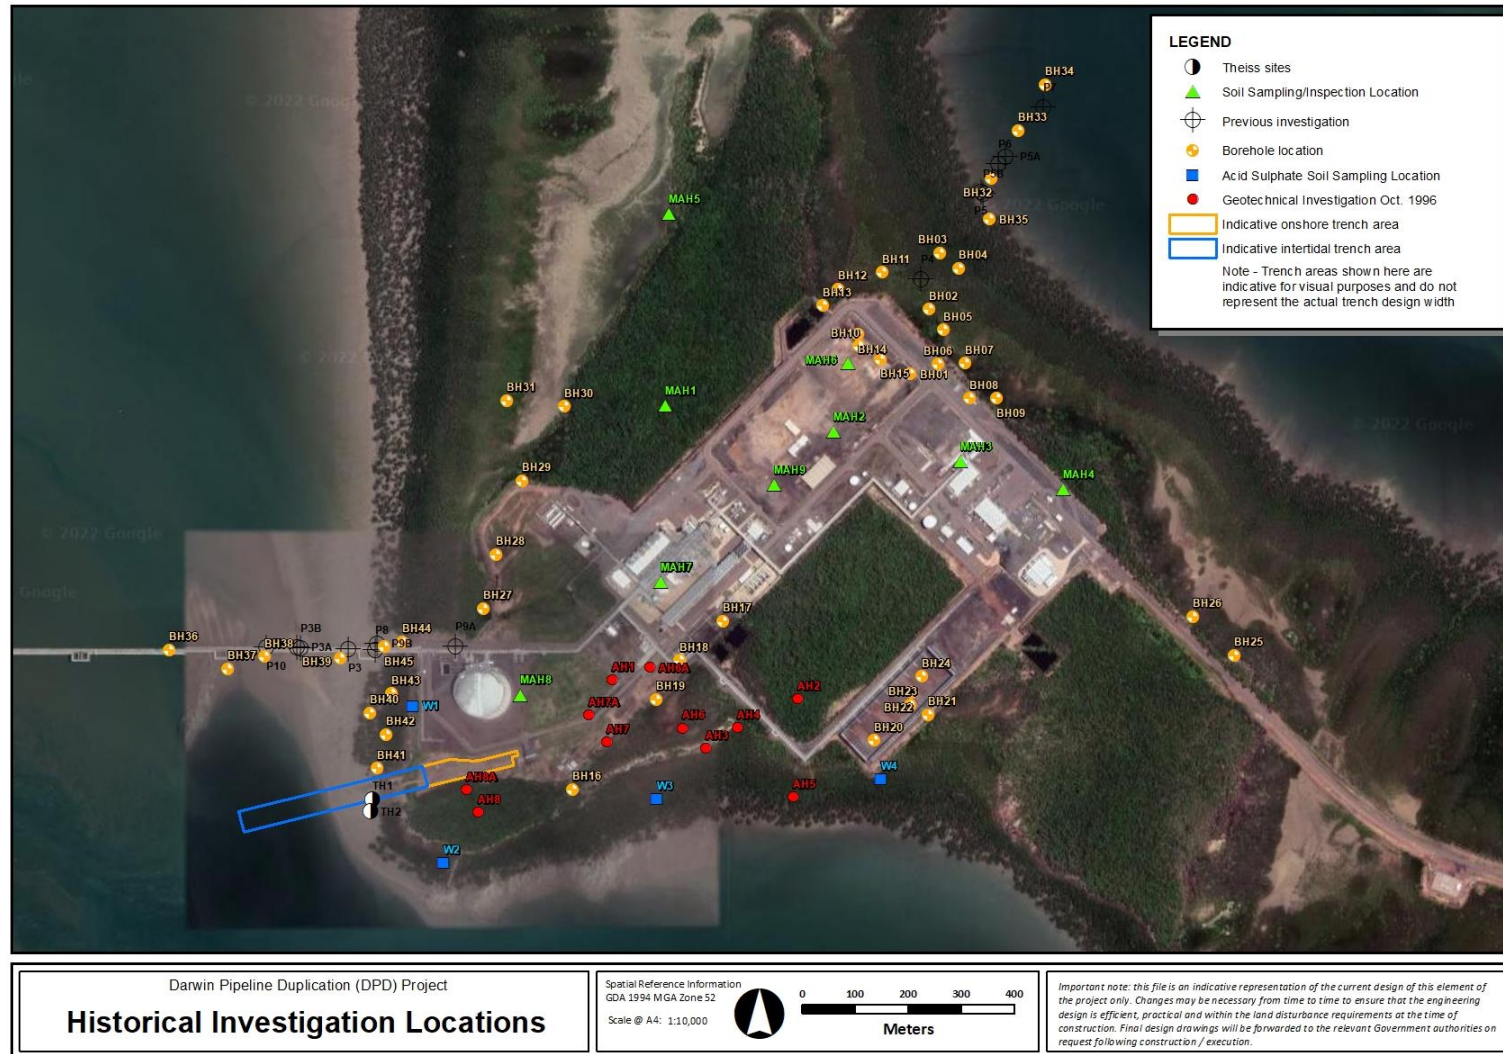 © 2022 Google
BH34
P7
BH33
P6
P5A
P5B
BH32
P5
BH35
MAH5
BH03
BH04
BH11
P4
BH12
BH13
BH02
BH05
BH10
BH14
MAH6
BH15
BH01
BH06
BH07
BH08
BH09
BH31
BH30
MAH1
MAH2
MAH3
MAH9
MAH4
© 2022 Google
BH29
© 2022 Google
BH28
MAH7
BH27
BH17
BH26
BH36
BH38
P3B
P3A
P8
BH44
P9A
P9B
BH37
P10
BH39
P3
BH45
BH18
BH25
BH43
MAH8
AH1
AH6A
BH24
BH40
W1
BH19
AH2
BH23
BH22
BH21
AH7A
BH42
AH7
AH6
AH4
AH3
BH20
BH41
TH1
TH2
AH8A
AH8
BH16
W3
AH5
W4
W2
LEGEND
Theiss sites
Soil Sampling/Inspection Location
Previous investigation
Borehole location
Acid Sulphate Soil Sampling Location
Geotechnical Investigation Oct. 1996
Indicative onshore trench area
Indicative intertidal trench area
Note - Trench areas shown here are
indicative for visual purposes and do not
represent the actual trench design width
Darwin Pipeline Duplication (DPD) Project
Historical Investigation Locations
Spatial Reference Information
GDA 1994 MGA Zone 52
Scale @ A4: 1:10,000
0 100 200 300 400
Meters
Important note: this file is an indicative representation of the current design of this element of
the project only. Changes may be necessary from time to time to ensure that the engineering
design is efficient, practical and within the land disturbance requirements at the time of
construction. Final design drawings will be forwarded to the relevant Government authorities on
request following construction / execution.